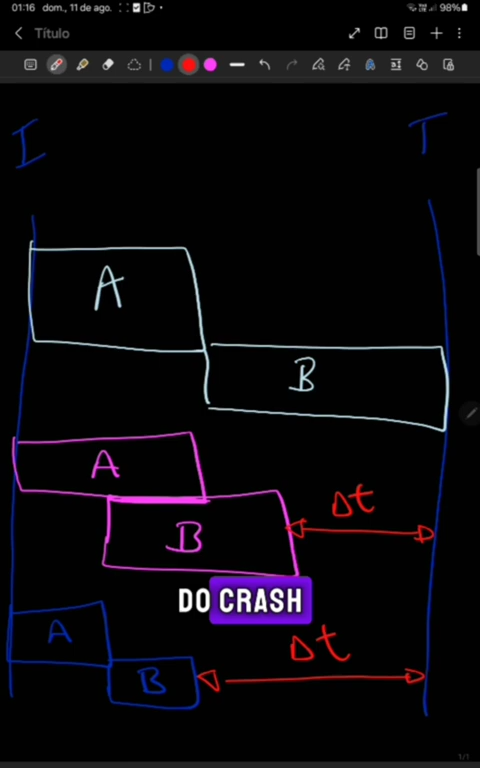 01:16 dom., 11 de ago.
98%
Título
I T
A
B
A
Δt
B
DO CRASH
A
Δt
B
1/1